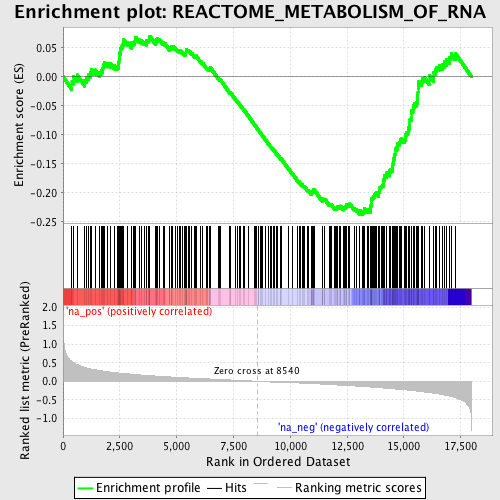 Enrichment plot: REACTOME_METABOLISM_OF_RNA
Enrichment score (ES)
0.05
0.00
-0.05
-0.10
-0.15
-0.20
-0.25
'na_pos' (positively correlated)
Ranked list metric (PreRanked)
2.0
1.5
1.0
0.5
0.0
-0.5
-1.0
Zero cross at 8540
'na_neg' (negatively correlated)
0
2,500
5,000
7,500
10,000
12,500
15,000
17,500
Rank in Ordered Dataset
Enrichment profile
Hits
Ranking metric scores